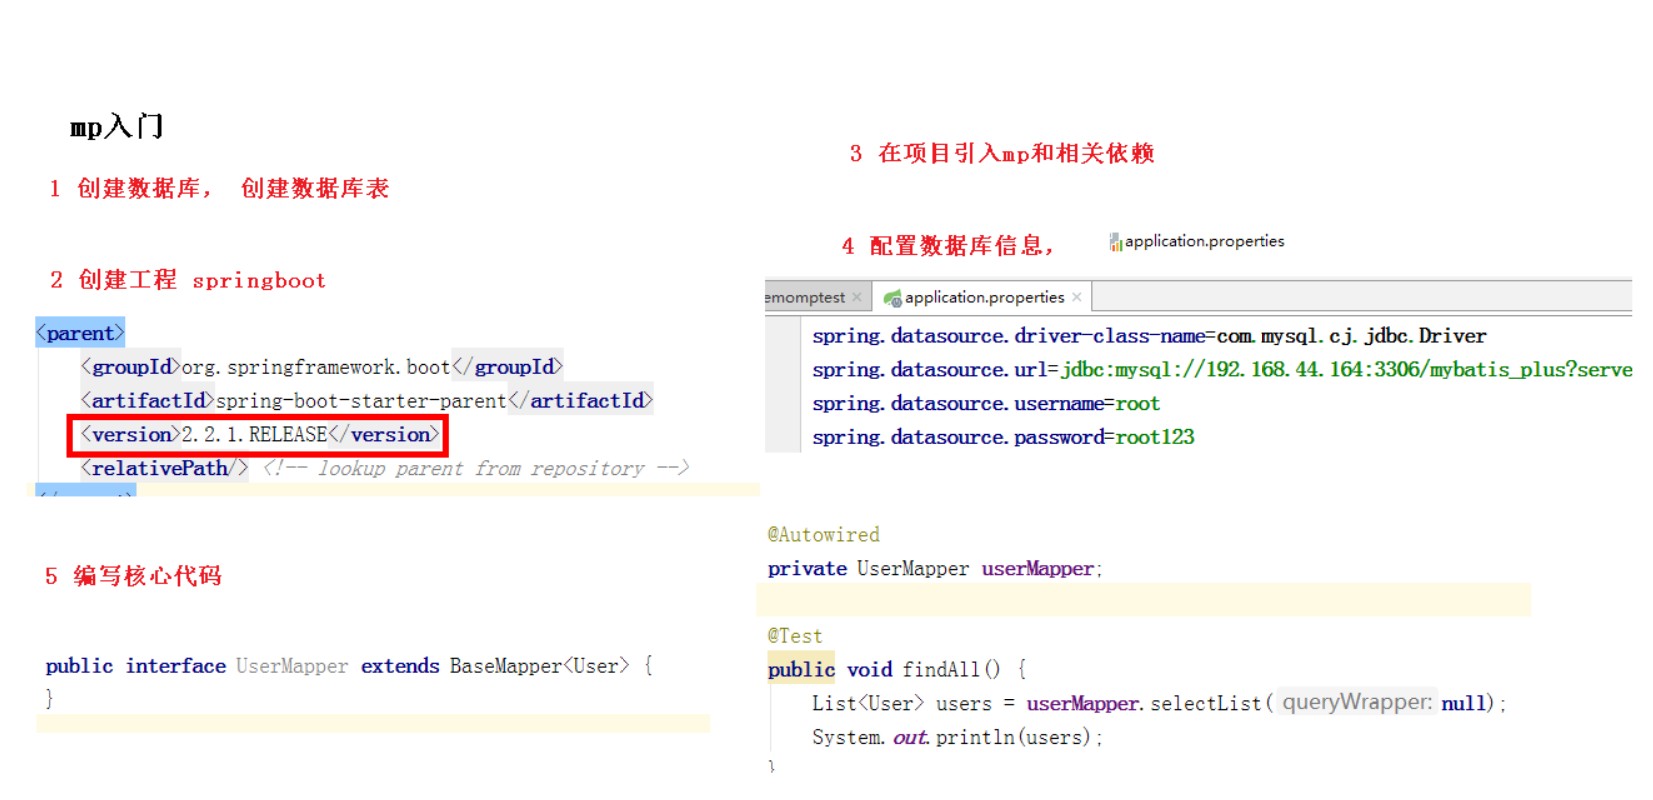 mp入门
1 创建数据库， 创建数据库表
2 创建工程 springboot
<parent>
<groupId>org.springframework.boot</groupId>
<artifactId>spring-boot-starter-parent</artifactId>
<version>2.2.1.RELEASE</version>
<relativePath/> <!-- lookup parent from repository -->
3 在项目引入mp和相关依赖
4 配置数据库信息， application.properties
emomptest × application.properties ×
spring.datasource.driver-class-name=com.mysql.cj.jdbc.Driver
spring.datasource.url=jdbc:mysql://192.168.44.164:3306/mybatis_plus?serve
spring.datasource.username=root
spring.datasource.password=root123
5 编写核心代码
public interface UserMapper extends BaseMapper<User> {
}
@Autowired
private UserMapper userMapper;
@Test
public void findAll() {
List<User> users = userMapper.selectList( queryWrapper: null);
System.out.println(users);
}